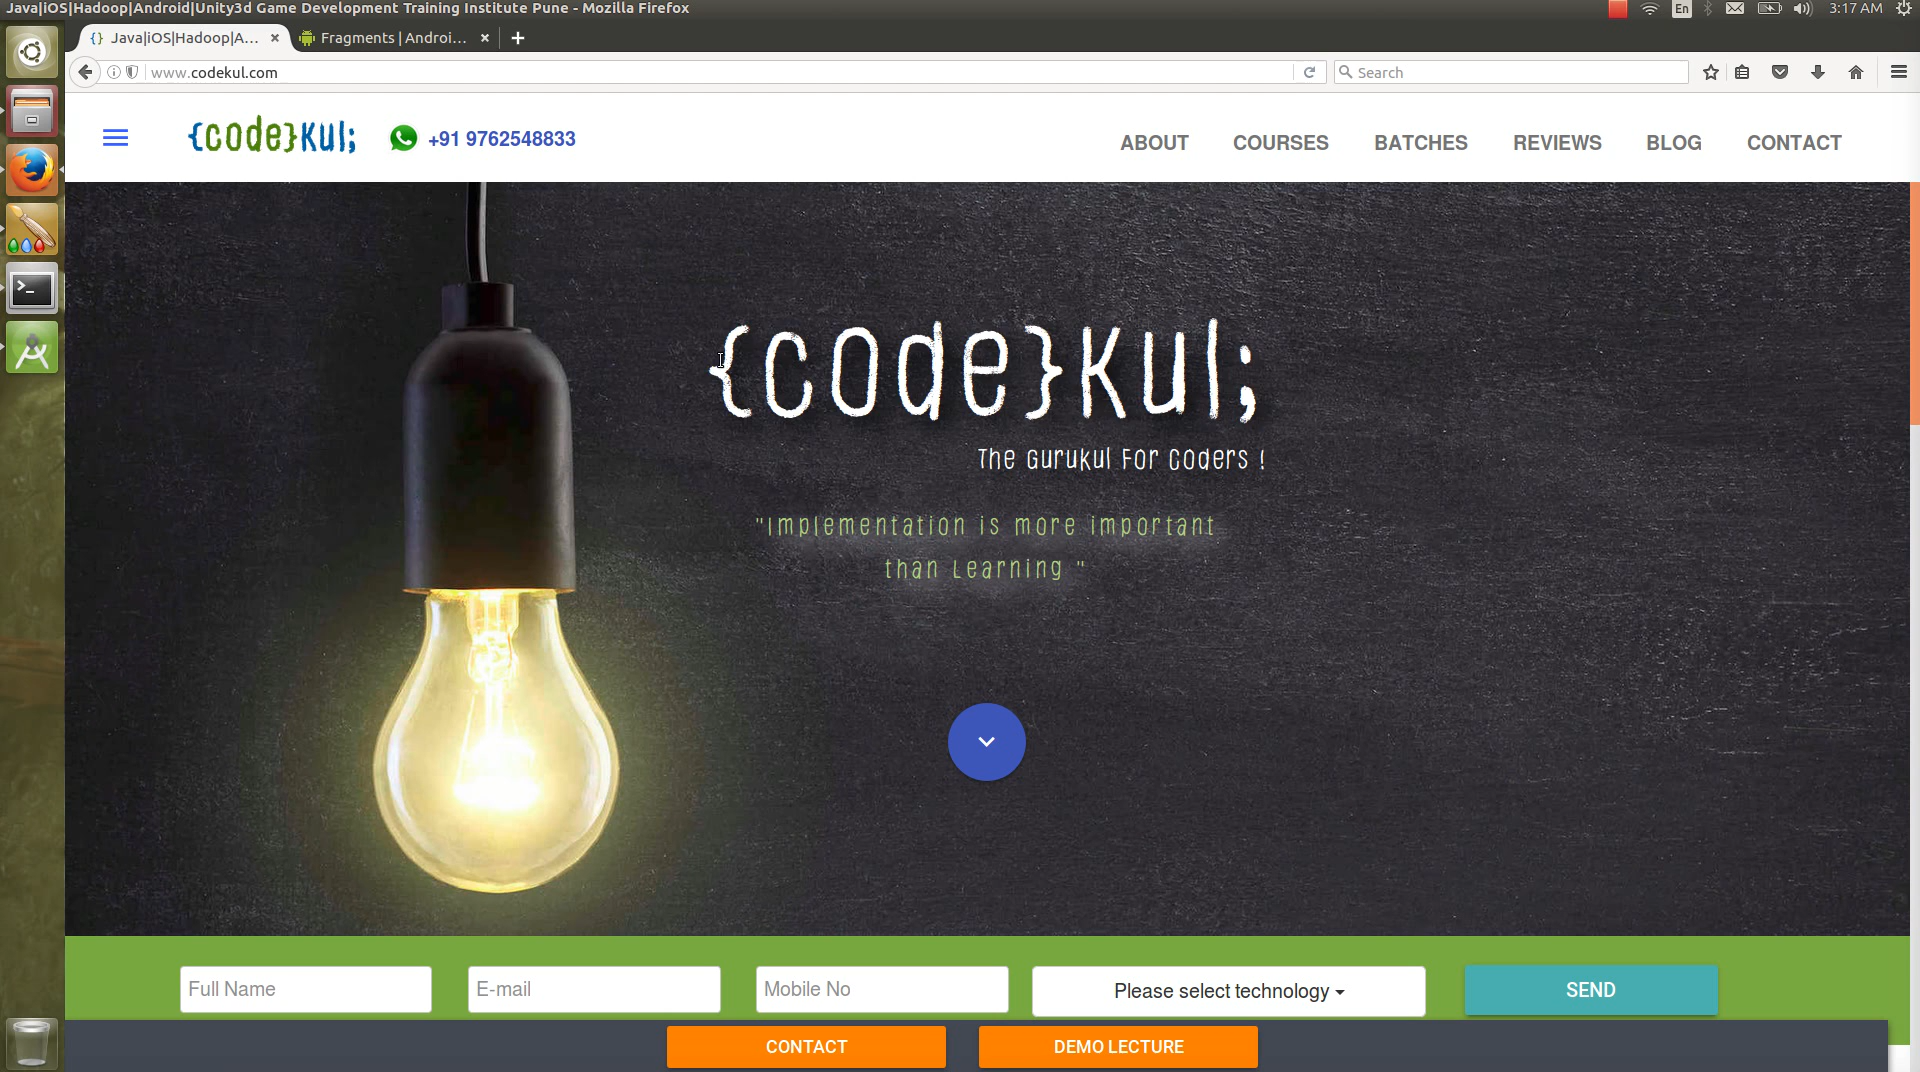 Java|iOS|Hadoop|Android|Unity3d Game Development Training Institute Pune - Mozilla Firefox
En
3:17 AM
{} Java|iOS|Hadoop|A...
Fragments | Androi...
www.codekul.com
Search
{code}kul;
+91 9762548833
ABOUT
COURSES
BATCHES
REVIEWS
BLOG
CONTACT
{code}kul;
The Gurukul For Coders !
"Implementation is more important
than Learning "
Full Name
E-mail
Mobile No
Please select technology
SEND
CONTACT
DEMO LECTURE